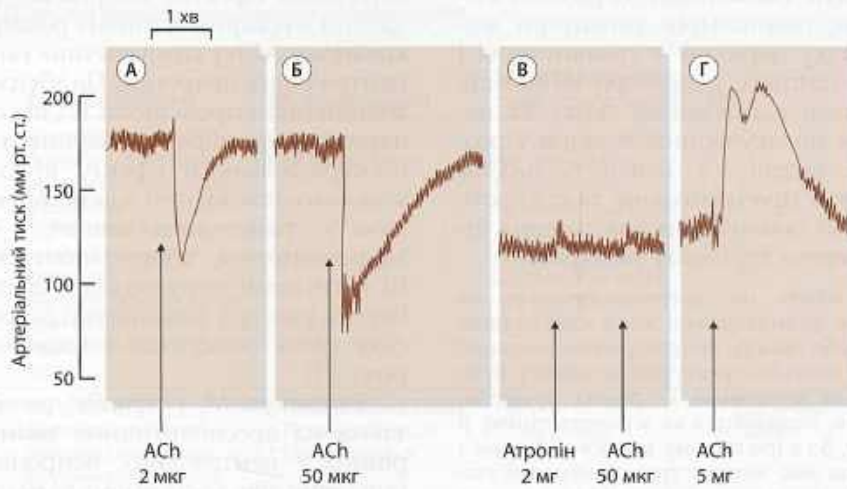 1 хв
А
Б
В
Г
Артеріальний тиск (мм рт. ст.)
200
150
100
50
ACh
2 мкг
ACh
50 мкг
Атропін
2 мг
ACh
50 мкг
ACh
5 мг